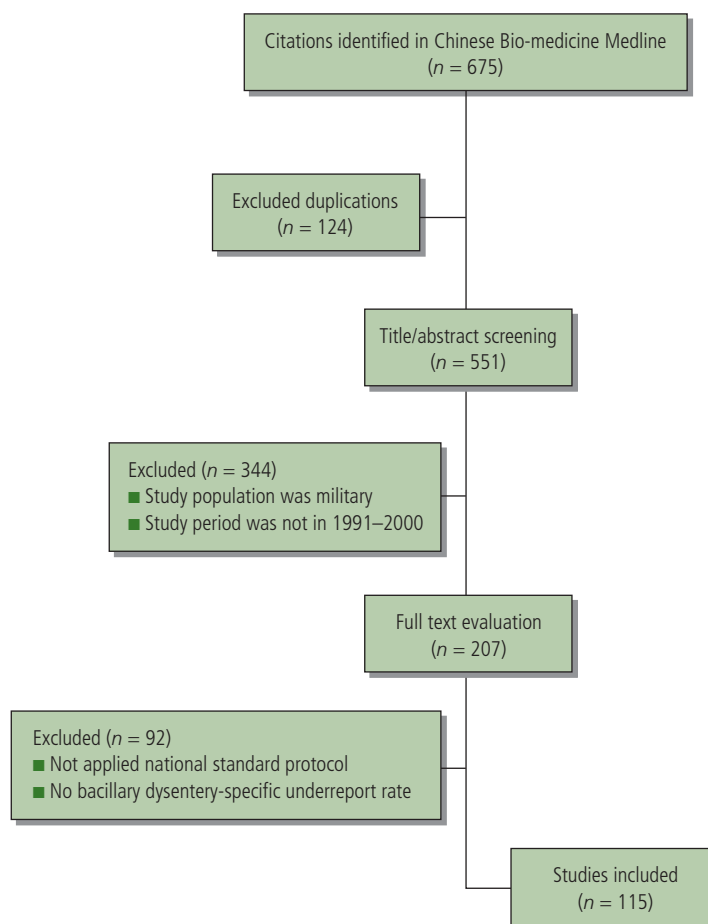 Citations identified in Chinese Bio-medicine Medline
(n = 675)
Excluded duplications
(n = 124)
Title/abstract screening
(n = 551)
Excluded (n = 344)
■ Study population was military
■ Study period was not in 1991–2000
Full text evaluation
(n = 207)
Excluded (n = 92)
■ Not applied national standard protocol
■ No bacillary dysentery-specific underreport rate
Studies included
(n = 115)